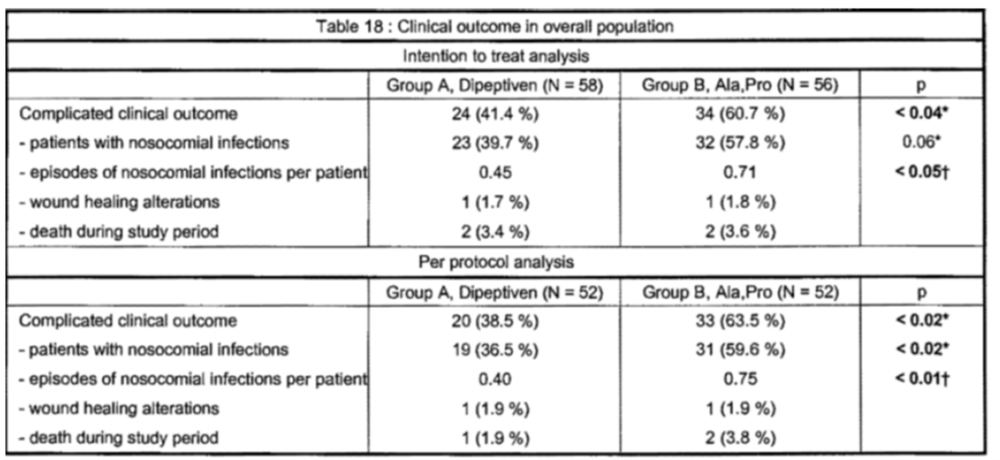 Table 18 : Clinical outcome in overall population
Intention to treat analysis
Group A, Dipeptiven (N = 58) Group B, Ala,Pro (N = 56) p
Complicated clinical outcome 24 (41.4 %) 34 (60.7 %) < 0.04*
- patients with nosocomial infections 23 (39.7 %) 32 (57.8 %) 0.06*
- episodes of nosocomial infections per patient 0.45 0.71 < 0.05†
- wound healing alterations 1 (1.7 %) 1 (1.8 %)
- death during study period 2 (3.4 %) 2 (3.6 %)
Per protocol analysis
Group A, Dipeptiven (N = 52) Group B, Ala,Pro (N = 52) p
Complicated clinical outcome 20 (38.5 %) 33 (63.5 %) < 0.02*
- patients with nosocomial infections 19 (36.5 %) 31 (59.6 %) < 0.02*
- episodes of nosocomial infections per patient 0.40 0.75 < 0.01†
- wound healing alterations 1 (1.9 %) 1 (1.9 %)
- death during study period 1 (1.9 %) 2 (3.8 %)